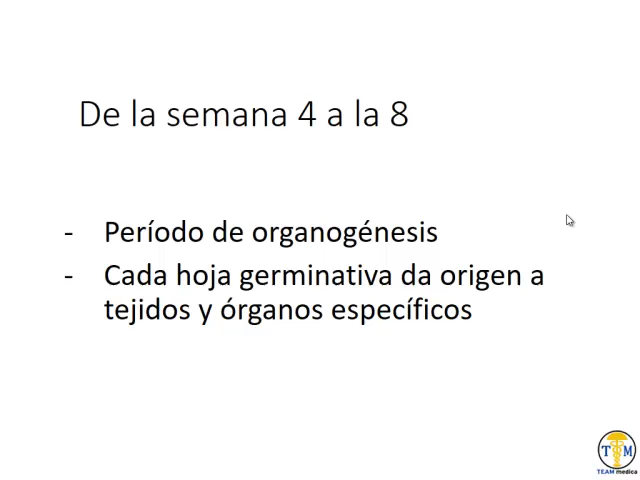 De la semana 4 a la 8
- Período de organogénesis
- Cada hoja germinativa da origen a
tejidos y órganos específicos
T M
TEAM medica